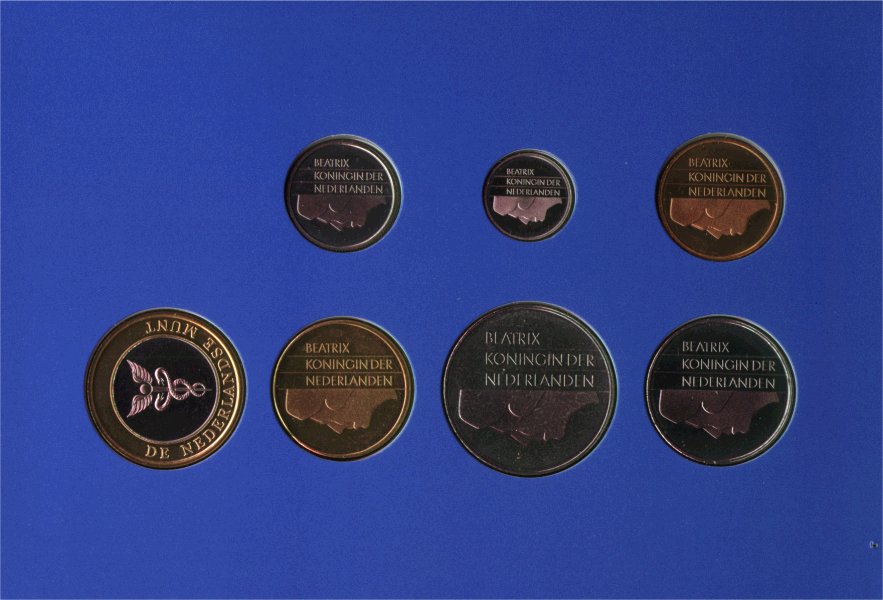 BEATRIX
KONINGIN DER
NEDERLANDEN
BEATRIX
KONINGIN DER
NEDERLANDEN
BEATRIX
KONINGIN DER
NEDERLANDEN
DE NEDERLANDSE MUNT
BEATRIX
KONINGIN DER
NEDERLANDEN
BEATRIX
KONINGIN DER
NEDERLANDEN
BEATRIX
KONINGIN DER
NEDERLANDEN